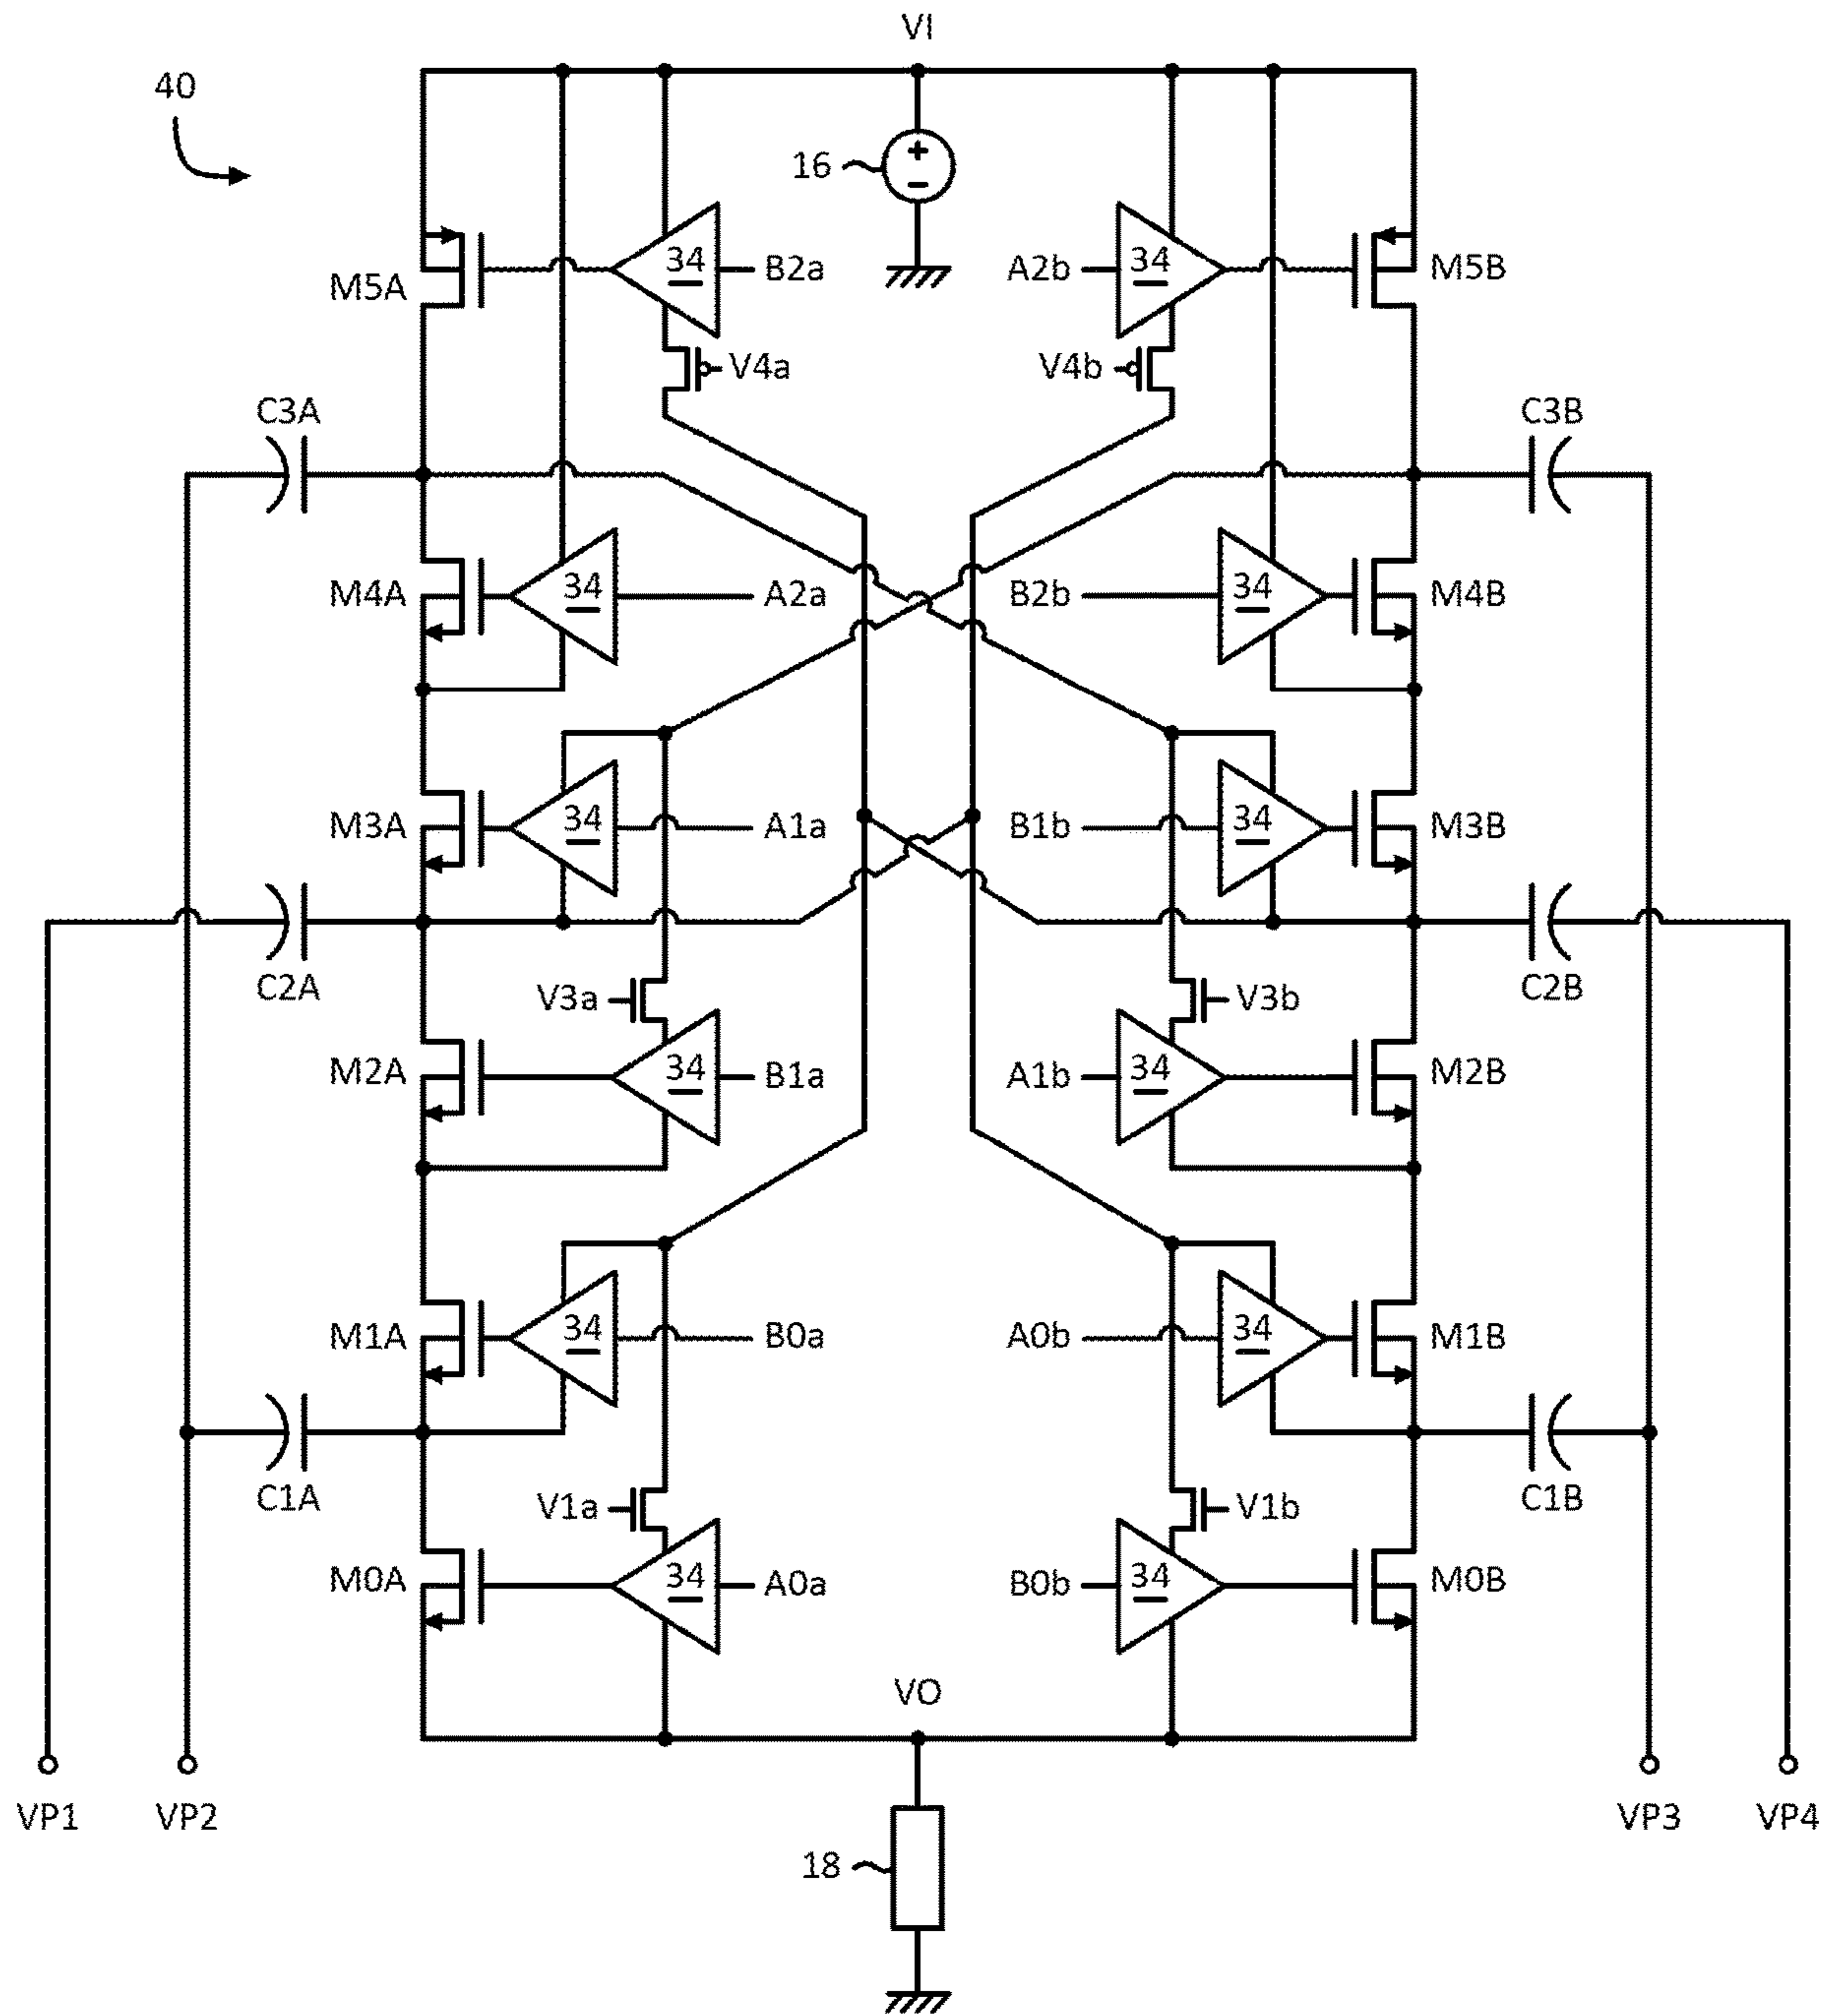 VI
40
16
34
B2a
A2b
34
M5A
M5B
V4a
V4b
C3A
C3B
M4A
34
A2a
B2b
34
M4B
M3A
34
A1a
B1b
34
M3B
C2A
V3a
V3b
C2B
M2A
34
B1a
A1b
34
M2B
M1A
34
B0a
A0b
34
M1B
C1A
V1a
V1b
C1B
M0A
34
A0a
B0b
34
M0B
VO
VP1
VP2
VP3
VP4
18